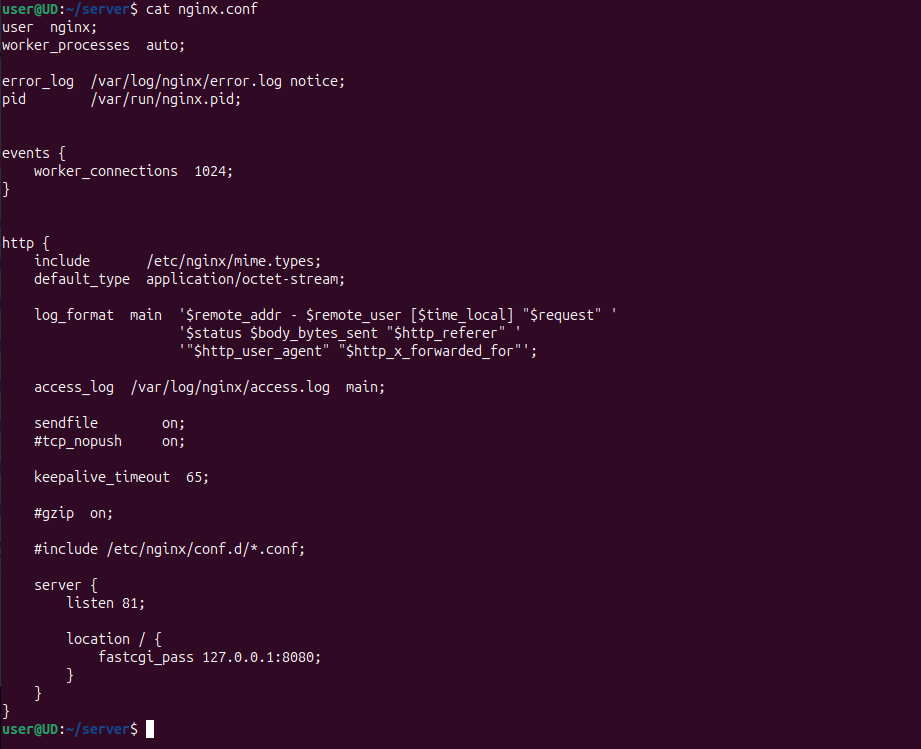 user@UD:~/server$ cat nginx.conf
user  nginx;
worker_processes  auto;
error_log  /var/log/nginx/error.log notice;
pid        /var/run/nginx.pid;
events {
    worker_connections  1024;
}
http {
    include       /etc/nginx/mime.types;
    default_type  application/octet-stream;
    log_format  main  '$remote_addr - $remote_user [$time_local] "$request" '
                      '$status $body_bytes_sent "$http_referer" '
                      '"$http_user_agent" "$http_x_forwarded_for"';
    access_log  /var/log/nginx/access.log  main;
    sendfile        on;
    #tcp_nopush     on;
    keepalive_timeout  65;
    #gzip  on;
    #include /etc/nginx/conf.d/*.conf;
    server {
        listen 81;
        location / {
            fastcgi_pass 127.0.0.1:8080;
        }
    }
}
user@UD:~/server$